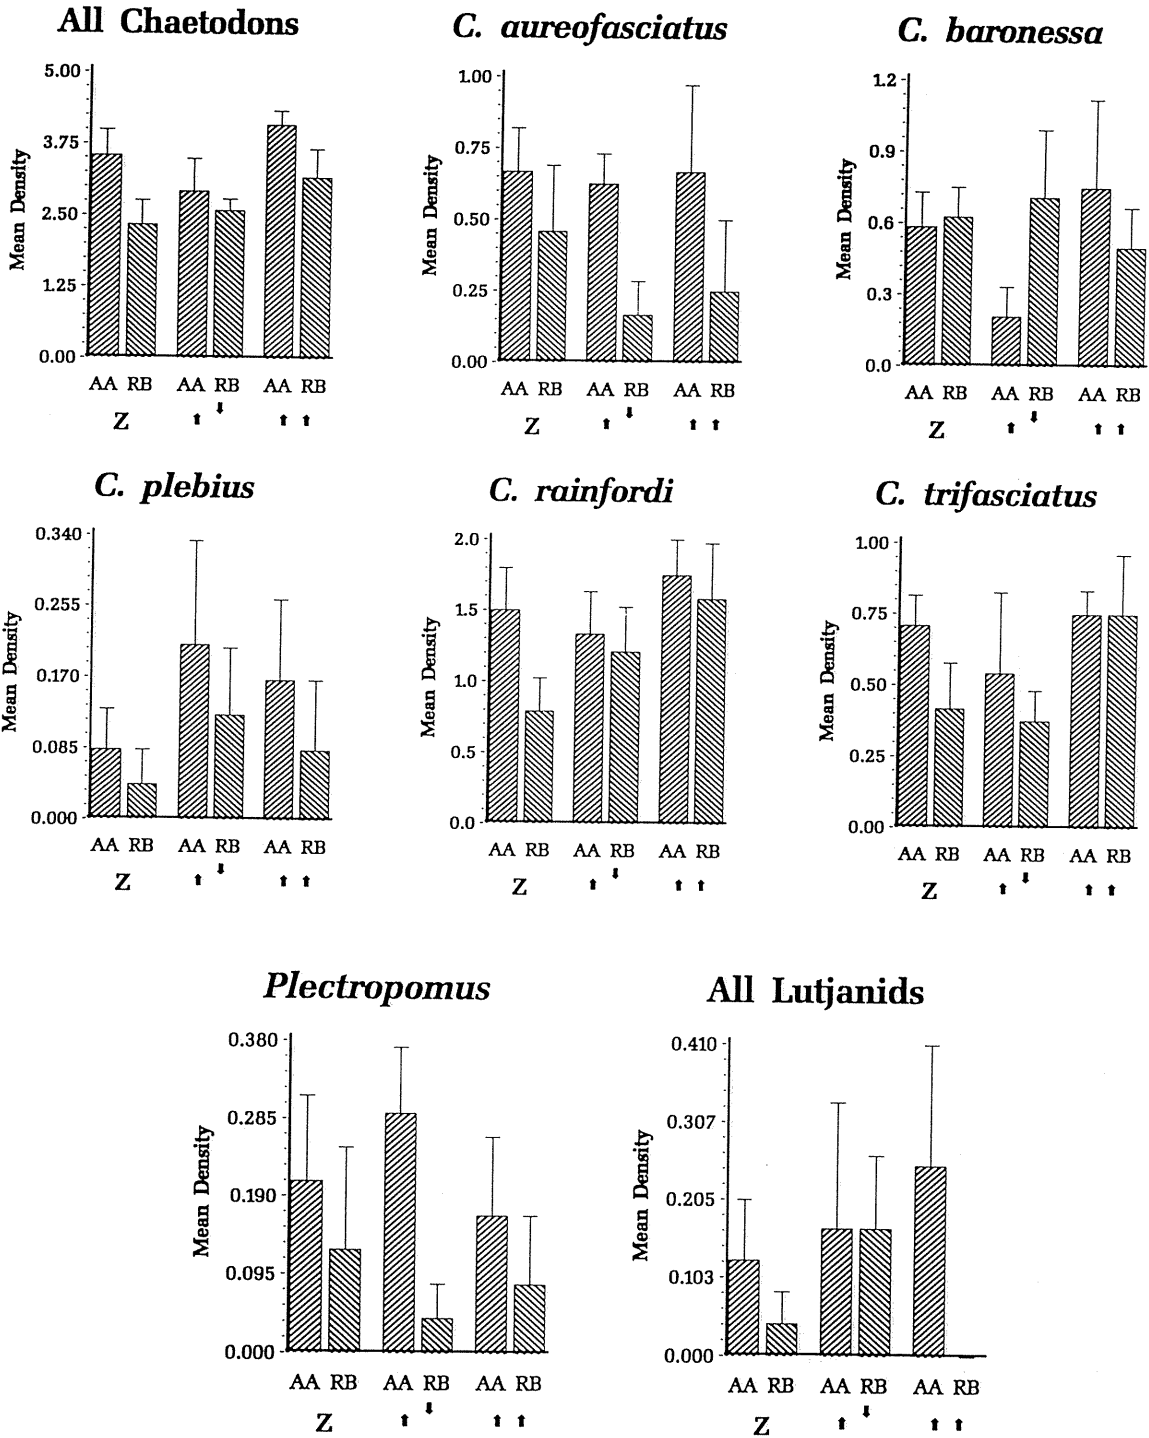 All Chaetodons
5.00
3.75
2.50
1.25
0.00
Mean Density
AA RB AA RB AA RB
Z ⬆ ⬇ ⬆ ⬆
C. aureofasciatus
1.00
0.75
0.50
0.25
0.00
Mean Density
AA RB AA RB AA RB
Z ⬆ ⬇ ⬆ ⬆
C. baronessa
1.2
0.9
0.6
0.3
0.0
Mean Density
AA RB AA RB AA RB
Z ⬆ ⬇ ⬆ ⬆
C. plebius
0.340
0.255
0.170
0.085
0.000
Mean Density
AA RB AA RB AA RB
Z ⬆ ⬇ ⬆ ⬆
C. rainfordi
2.0
1.5
1.0
0.5
0.0
Mean Density
AA RB AA RB AA RB
Z ⬆ ⬇ ⬆ ⬆
C. trifasciatus
1.00
0.75
0.50
0.25
0.00
Mean Density
AA RB AA RB AA RB
Z ⬆ ⬇ ⬆ ⬆
Plectropomus
0.380
0.285
0.190
0.095
0.000
Mean Density
AA RB AA RB AA RB
Z ⬆ ⬇ ⬆ ⬆
All Lutjanids
0.410
0.307
0.205
0.103
0.000
Mean Density
AA RB AA RB AA RB
Z ⬆ ⬇ ⬆ ⬆